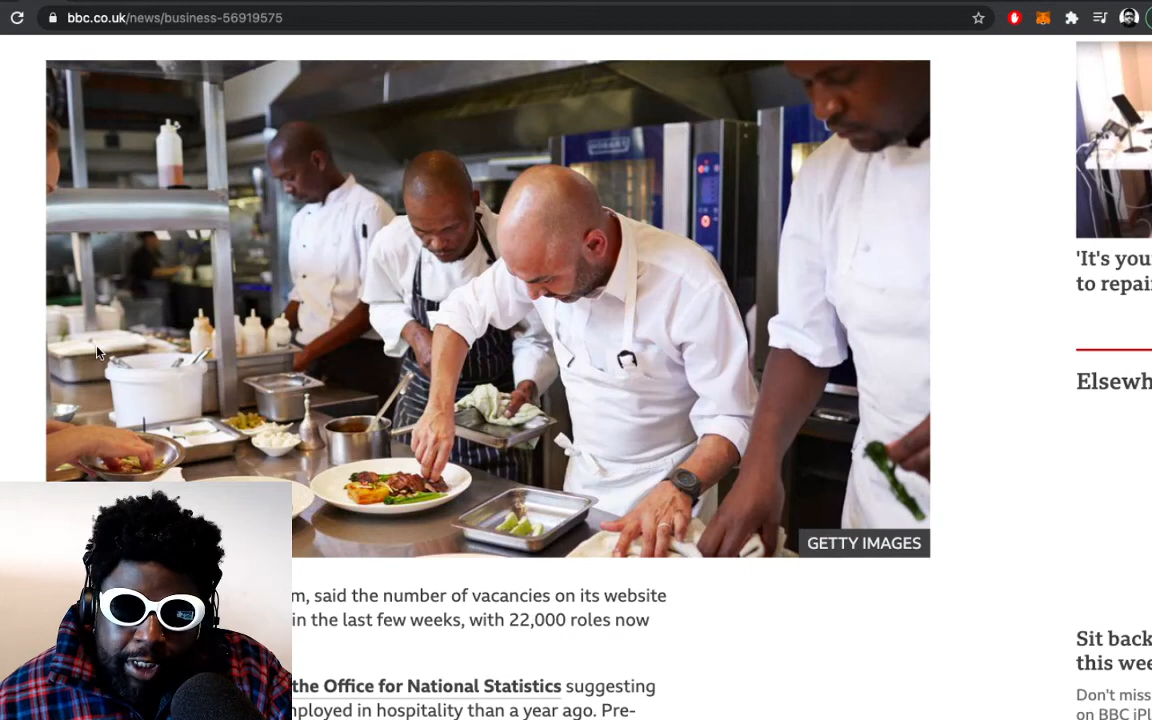 bbc.co.uk/news/business-56919575
HOBART
GETTY IMAGES
'It's you
to repai
Elsewh
m, said the number of vacancies on its website
in the last few weeks, with 22,000 roles now
the Office for National Statistics suggesting
ployed in hospitality than a year ago. Pre-
Sit back
this wee
Don't miss
on BBC iPl